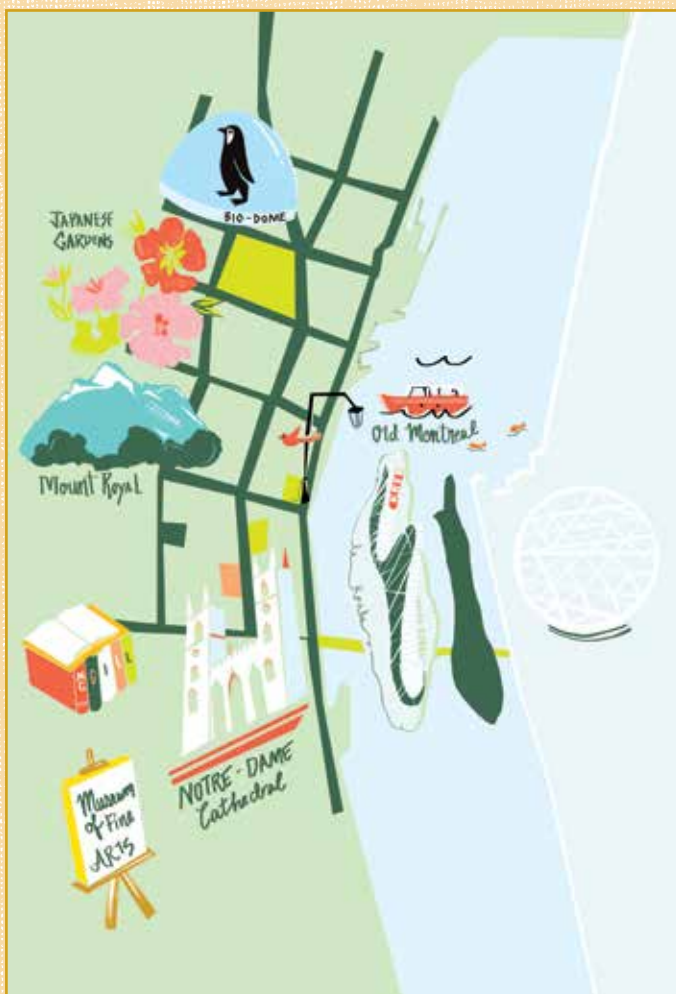 BIO-DOME
JAPANESE
GARDENS
Old Montreal
Mount Royal
NOTRE-DAME
Cathedral
Museum
of Fine
ARTS